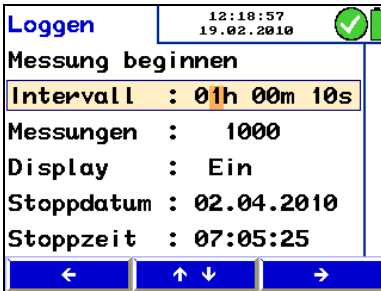 Loggen 12:18:57
19.02.2010
Messung beginnen
Intervall : 01h 00m 10s
Messungen : 1000
Display : Ein
Stoppdatum : 02.04.2010
Stoppzeit : 07:05:25
← ↑ ↓ →